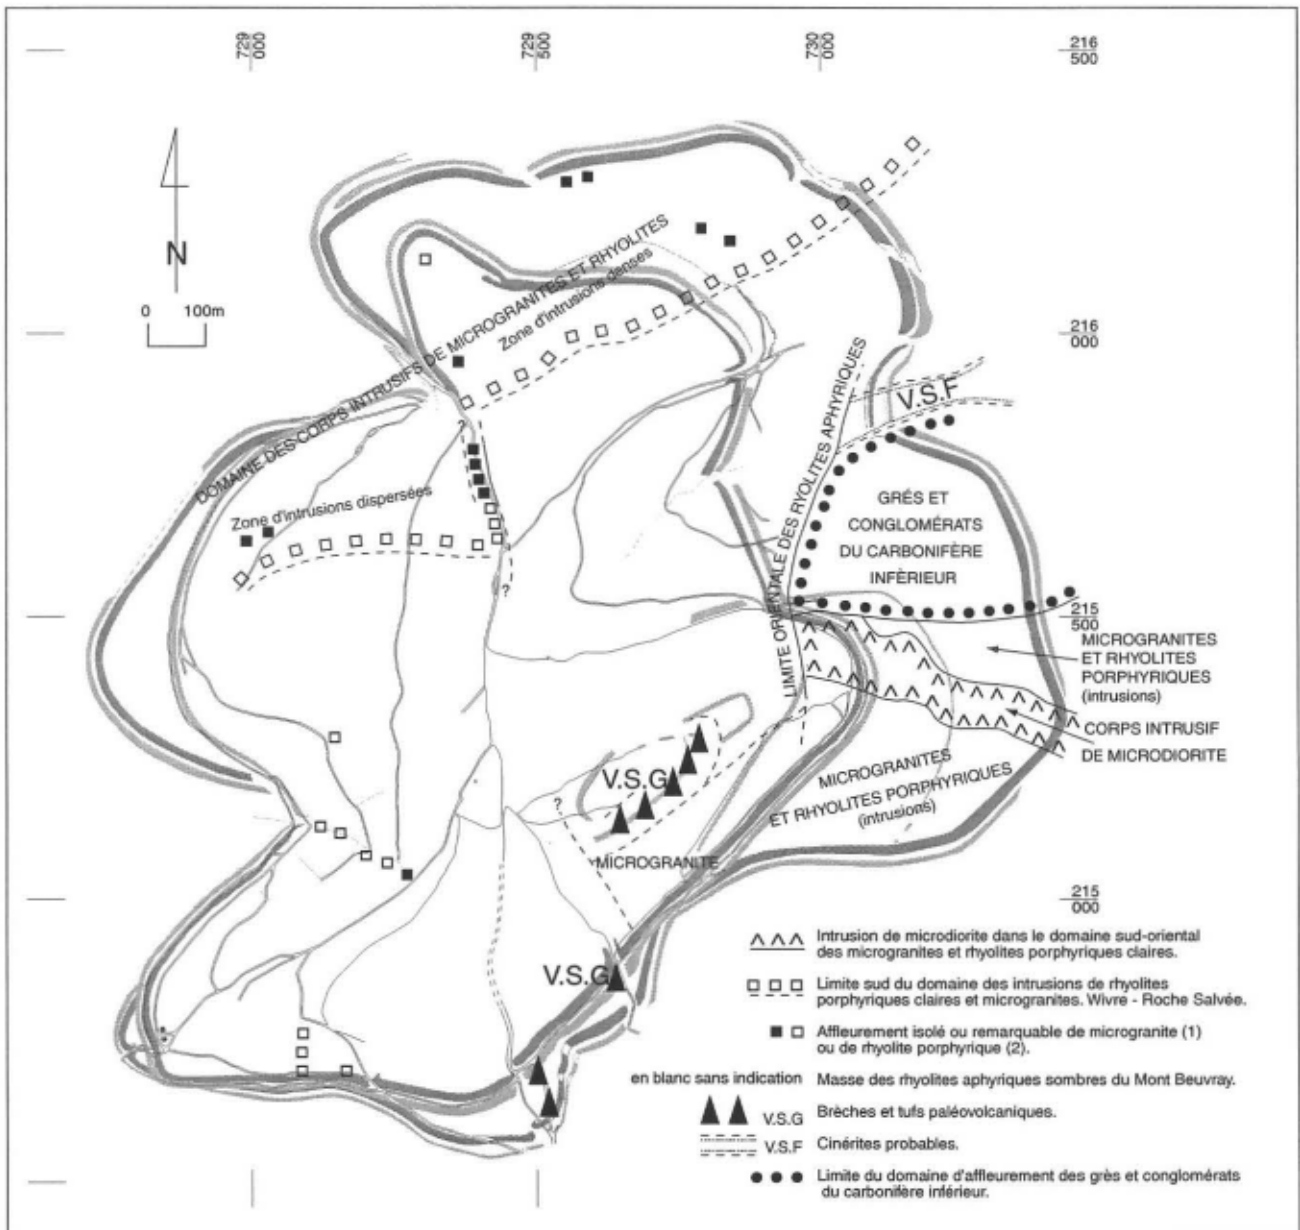 729
000
729
500
730
000
216
500
N
0 100m
216
000
DOMAINE DES CORPS INTRUSIFS DE MICROGRANITES ET RHYOLITES
Zone d'intrusions denses
?
Zone d'intrusions dispersées
?
LIMITE ORIENTALE DES RYOLITES APHYRIQUES
V.S.F
GRÉS ET
CONGLOMÉRATS
DU CARBONIFÈRE
INFÈRIEUR
215
500
MICROGRANITES
ET RHYOLITES
PORPHYRIQUES
(intrusions)
CORPS INTRUSIF
DE MICRODIORITE
V.S.G
?
MICROGRANITE
MICROGRANITES
ET RHYOLITES PORPHYRIQUES
(intrusions)
215
000
V.S.G
Intrusion de microdiorite dans le domaine sud-oriental
des microgranites et rhyolites porphyriques claires.
Limite sud du domaine des intrusions de rhyolites
porphyriques claires et microgranites. Wivre - Roche Salvée.
Affleurement isolé ou remarquable de microgranite (1)
ou de rhyolite porphyrique (2).
en blanc sans indication Masse des rhyolites aphyriques sombres du Mont Beuvray.
V.S.G Brèches et tufs paléovolcaniques.
V.S.F Cinérites probables.
Limite du domaine d'affleurement des grès et conglomérats
du carbonifère inférieur.